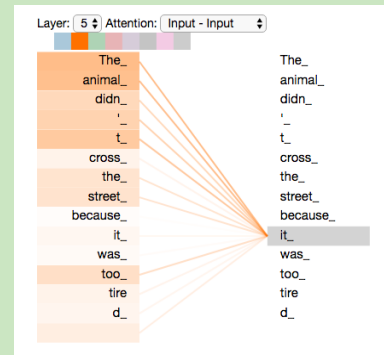 Layer: 5 Attention: Input - Input
The_ The_
animal_ animal_
didn_ didn_
'_ '_
t_ t_
cross_ cross_
the_ the_
street_ street_
because_ because_
it_ it_
was_ was_
too_ too_
tire tire
d_ d_